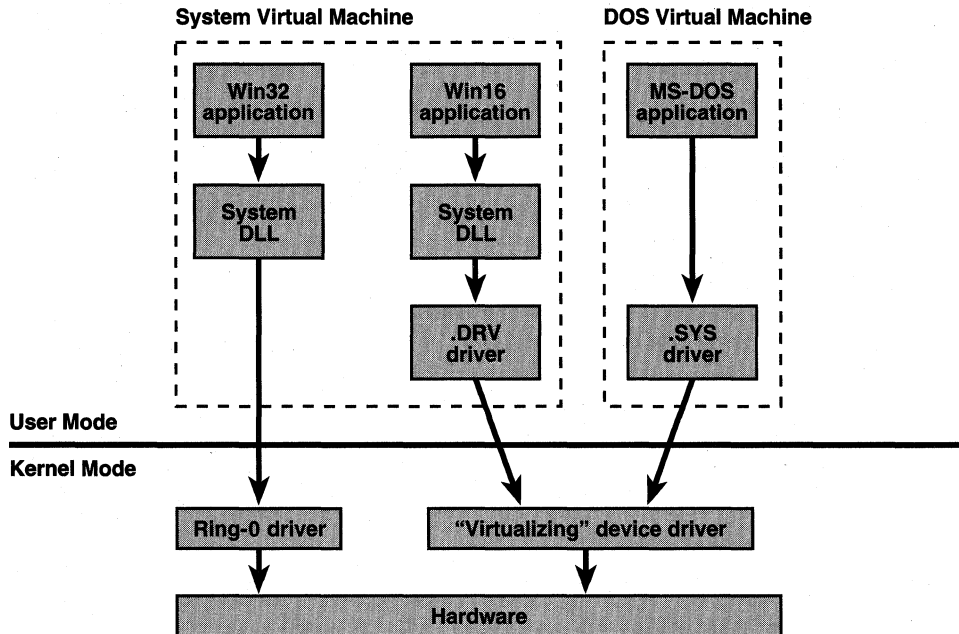 System Virtual Machine
DOS Virtual Machine
Win32
application
Win16
application
MS-DOS
application
System
DLL
System
DLL
.DRV
driver
.SYS
driver
User Mode
Kernel Mode
Ring-0 driver
“Virtualizing” device driver
Hardware